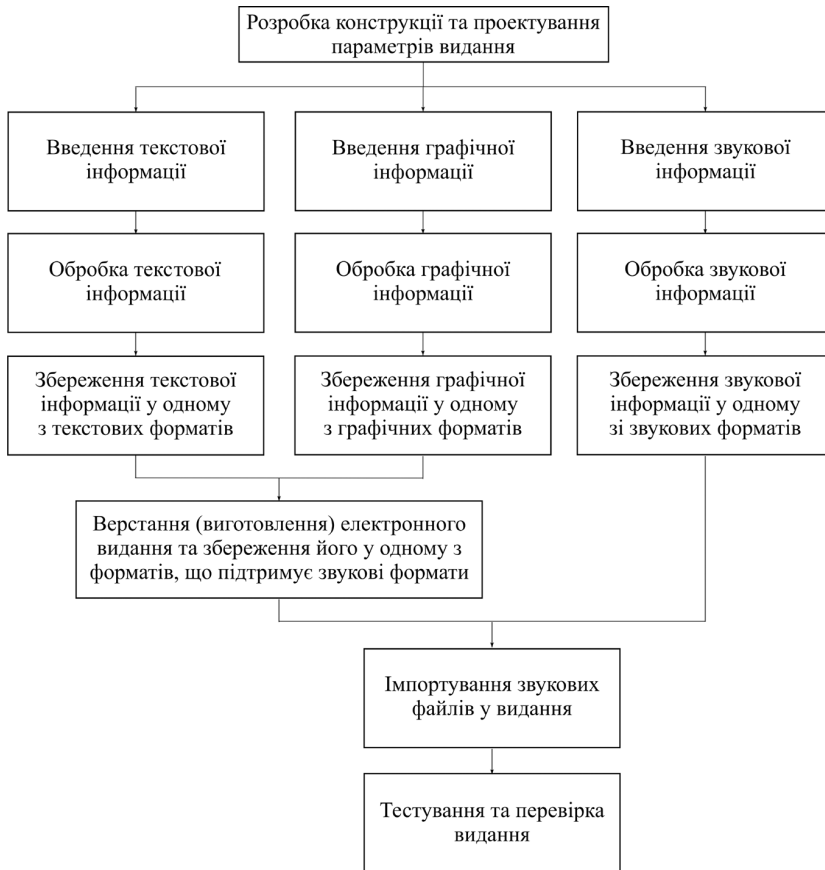 Розробка конструкції та проектування
параметрів видання
Введення текстової
інформації
Введення графічної
інформації
Введення звукової
інформації
Обробка текстової
інформації
Обробка графічної
інформації
Обробка звукової
інформації
Збереження текстової
інформації у одному
з текстових форматів
Збереження графічної
інформації у одному
з графічних форматів
Збереження звукової
інформації у одному
зі звукових форматів
Верстання (виготовлення) електронного
видання та збереження його у одному з
форматів, що підтримує звукові формати
Імпортування звукових
файлів у видання
Тестування та перевірка
видання